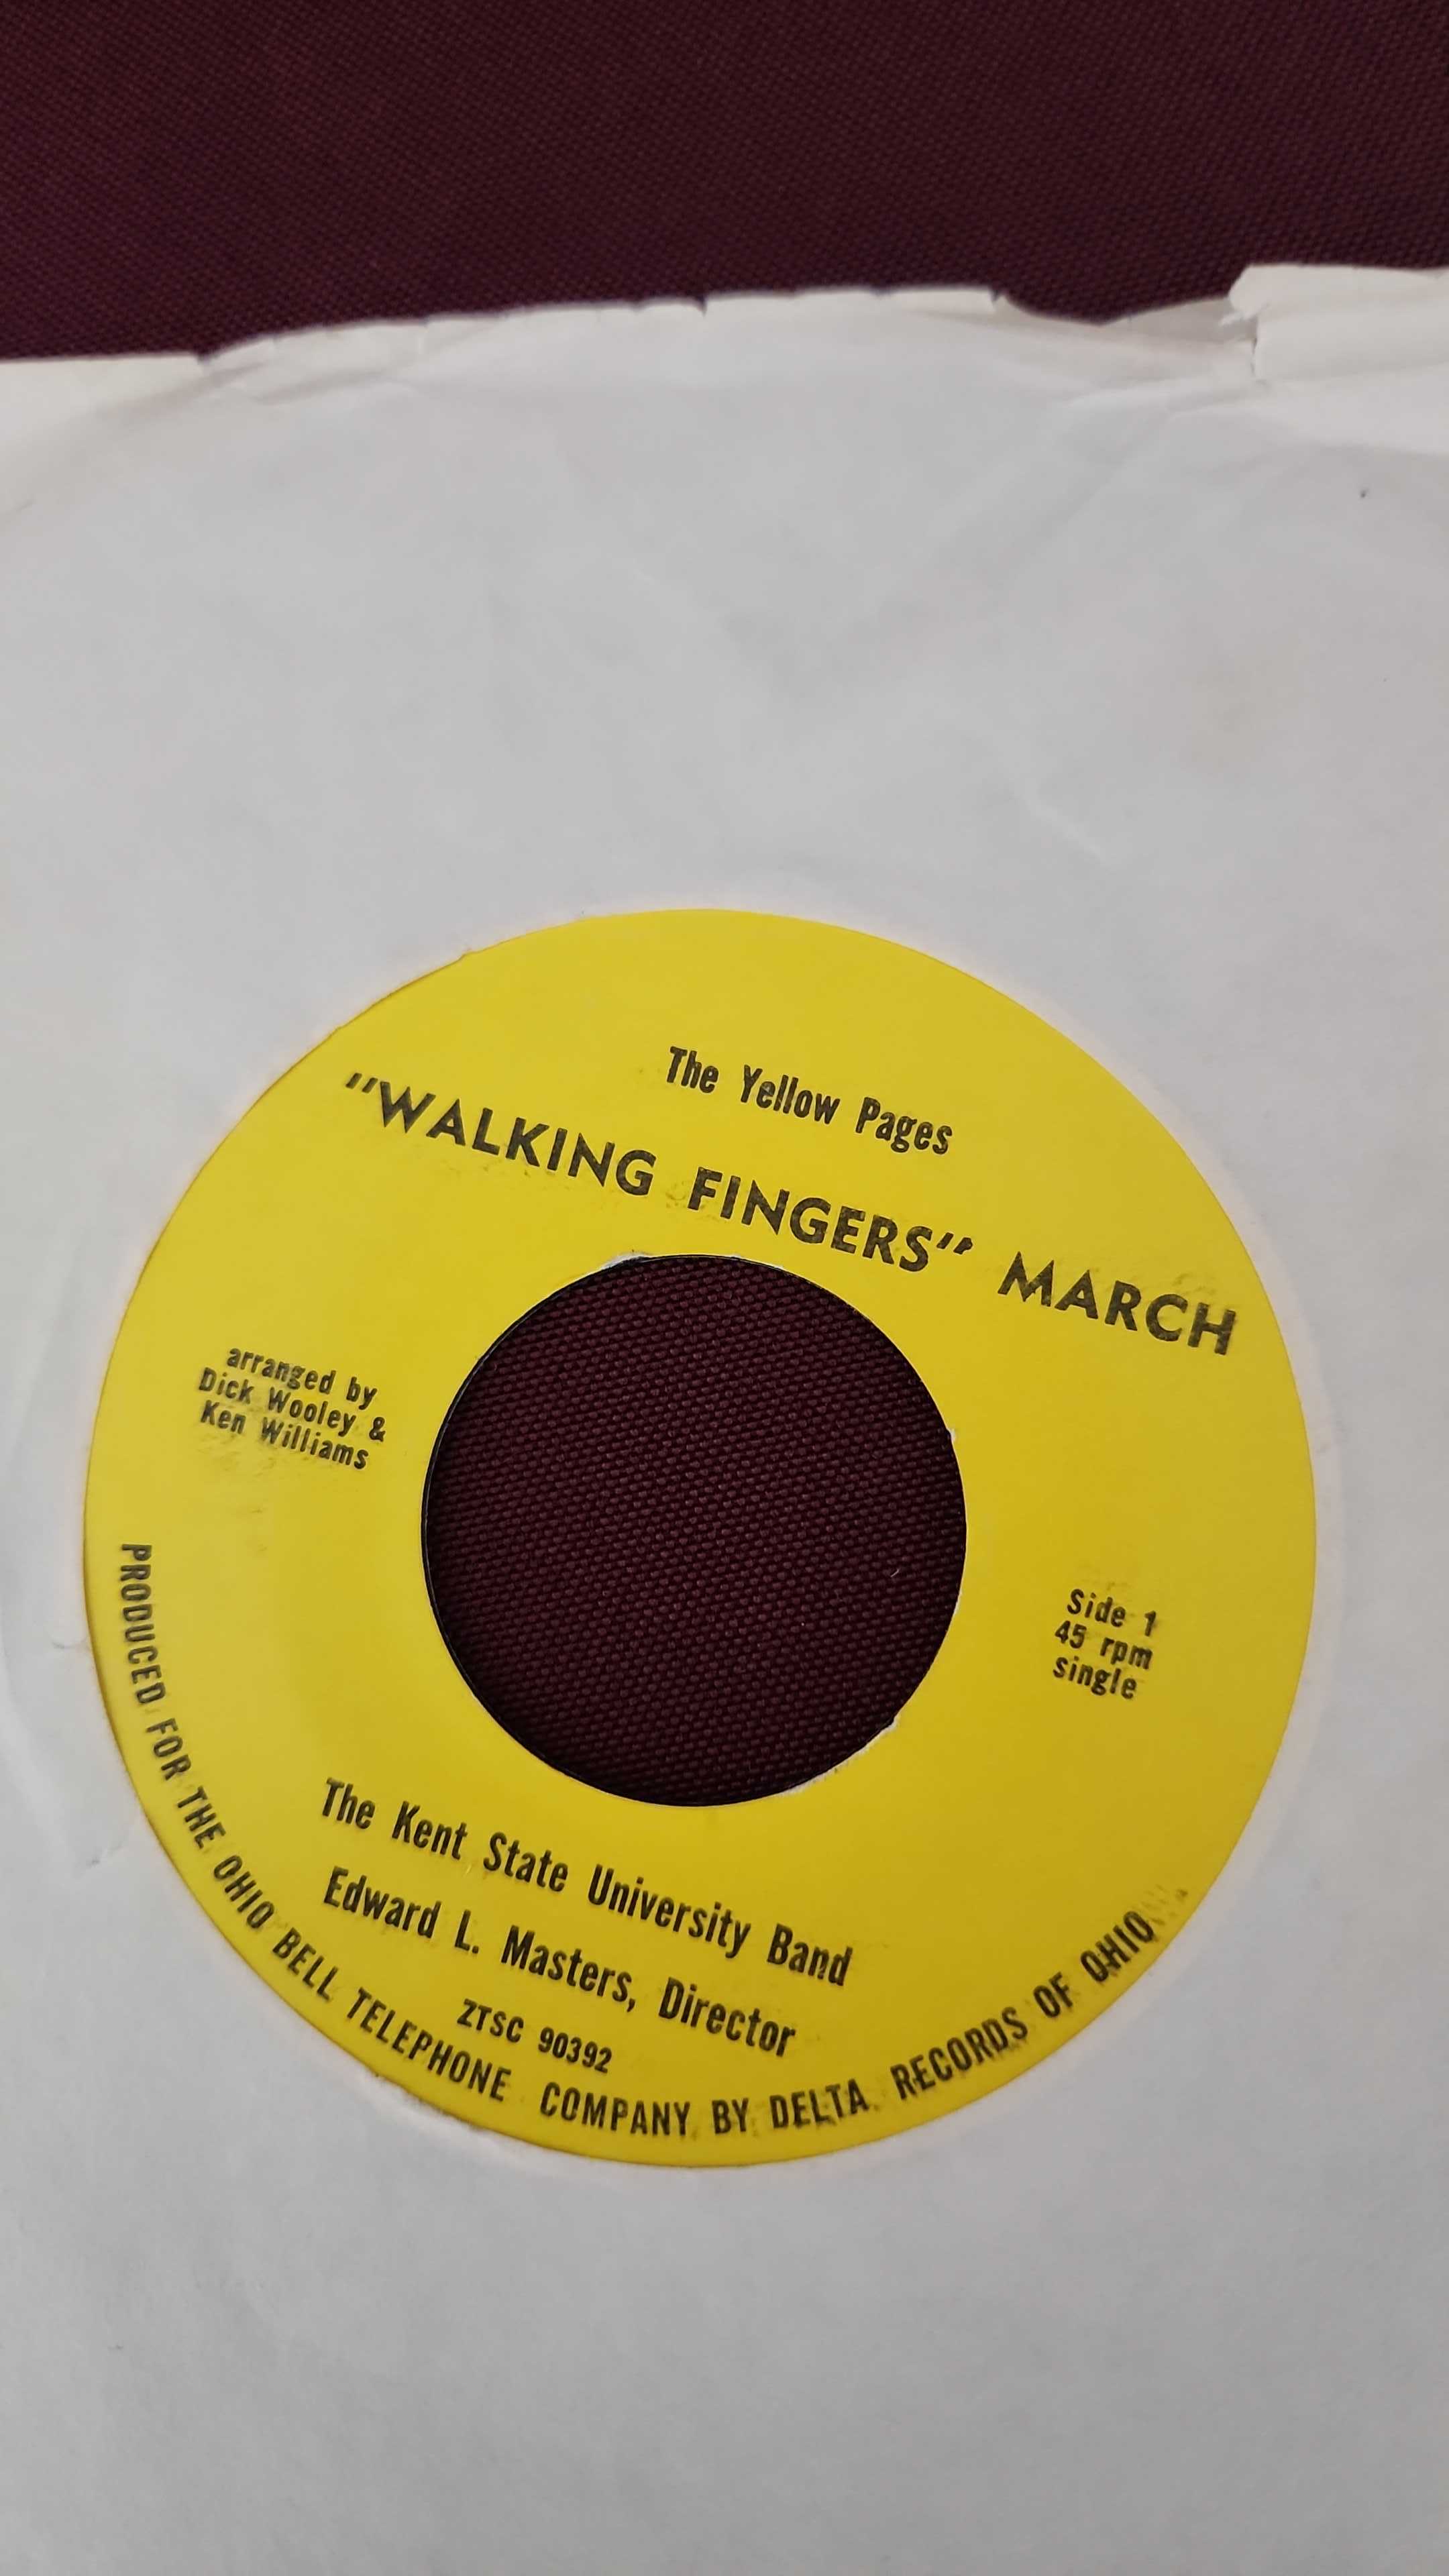 The Yellow Pages
"WALKING FINGERS" MARCH
arranged by
Dick Wooley &
Ken Williams
Side 1
45 rpm
single
The Kent State University Band
Edward L. Masters, Director
ZTSC 90392
PRODUCED FOR THE OHIO BELL TELEPHONE COMPANY BY DELTA RECORDS OF OHIO